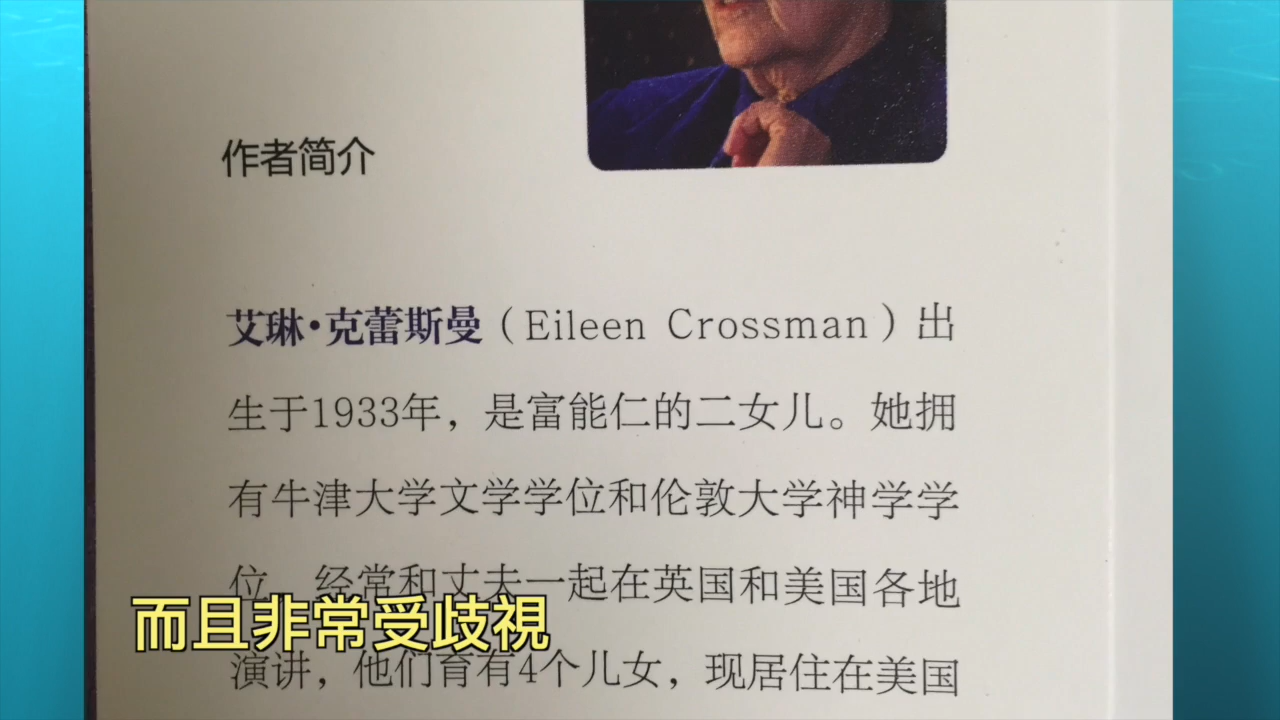 作者简介
艾琳·克蕾斯曼（Eileen Crossman）出
生于1933年，是富能仁的二女儿。她拥
有牛津大学文学学位和伦敦大学神学学
位，经常和丈夫一起在英国和美国各地
而且非常受歧視
演讲，他们育有4个儿女，现居住在美国